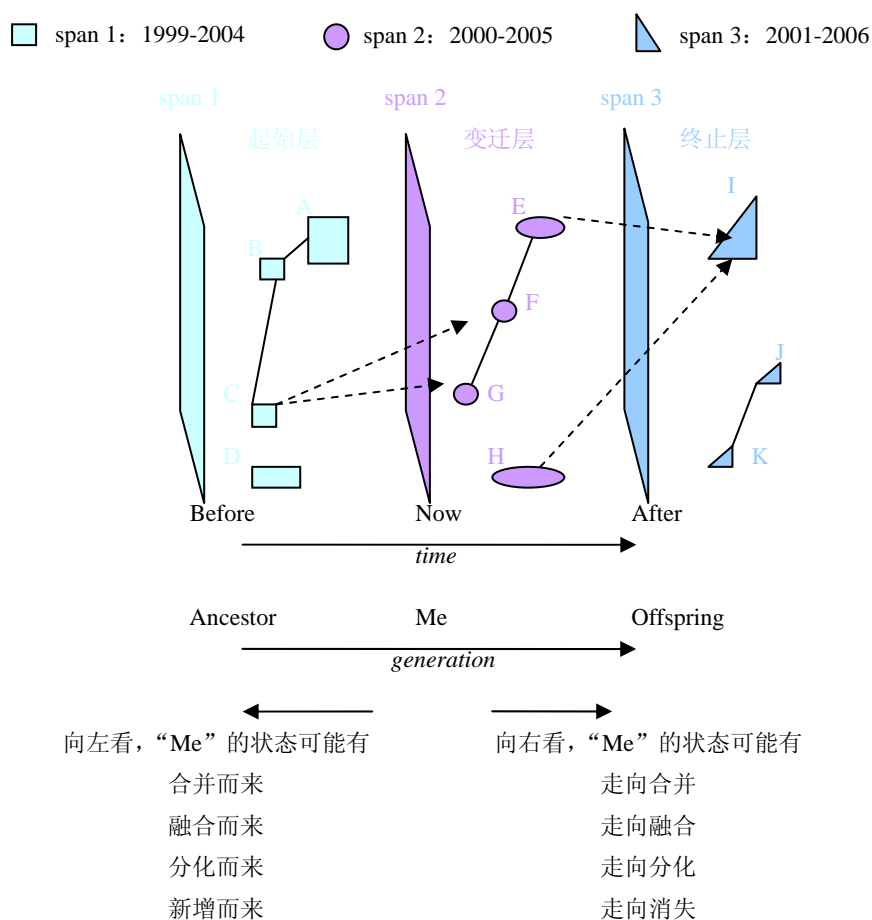 span 1：1999-2004 span 2：2000-2005 span 3：2001-2006
span 1 span 2 span 3
起始层 变迁层 终止层
I
A E
B
F
J
C G
D H K
Before Now After
time
Ancestor Me Offspring
generation
向左看，“Me”的状态可能有 向右看，“Me”的状态可能有
合并而来 走向合并
融合而来 走向融合
分化而来 走向分化
新增而来 走向消失